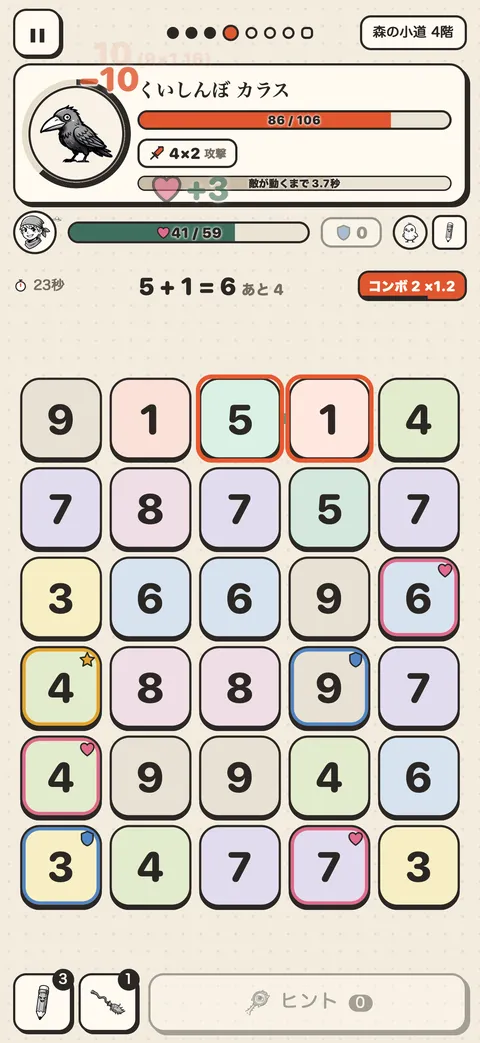 森の小道 4階
10 (9×1.16)
-10
くいしんぼ カラス
86 / 106
4×2 攻撃
+3
敵が動くまで 3.7秒
41 / 59
0
23秒
5 + 1 = 6 あと 4
コンボ 2 ×1.2
9 1 5 1 4
7 8 7 5 7
3 6 6 9 6
4 8 8 9 7
4 9 9 4 6
3 4 7 7 3
3
1
ヒント 0